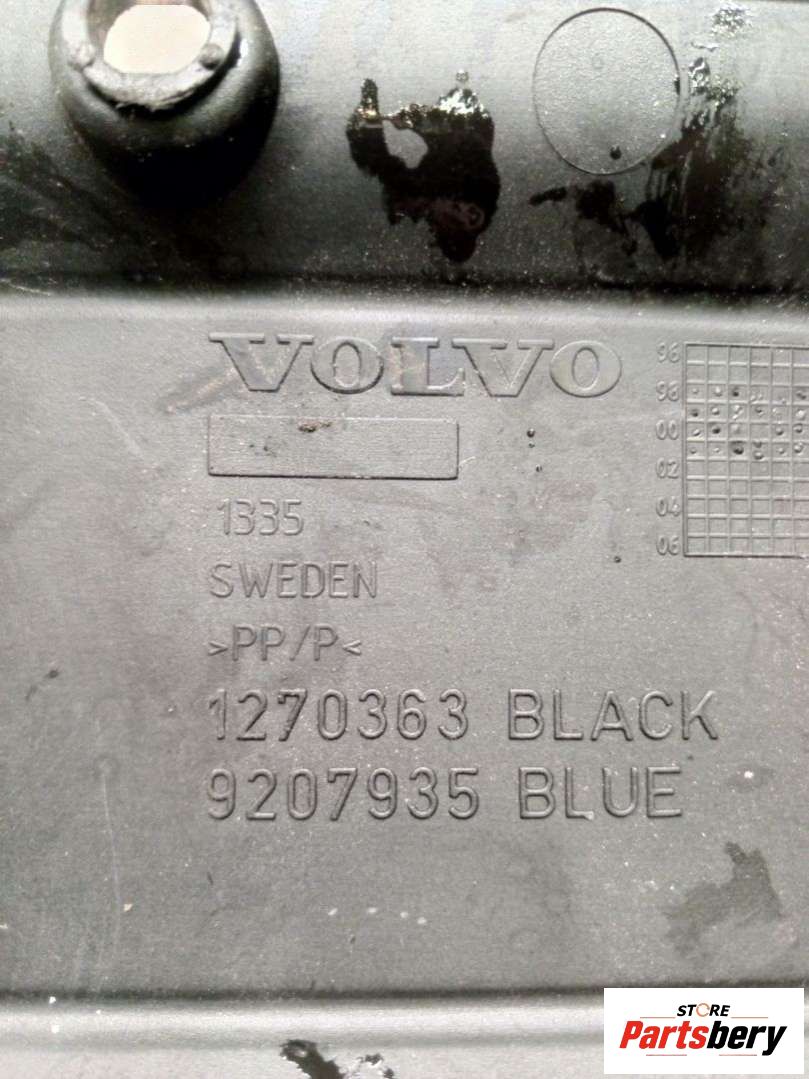 VOLVO
96
98
00
02
04
06
1335
SWEDEN
>PP/P<
1270363 BLACK
9207935 BLUE
STORE
Partsbery